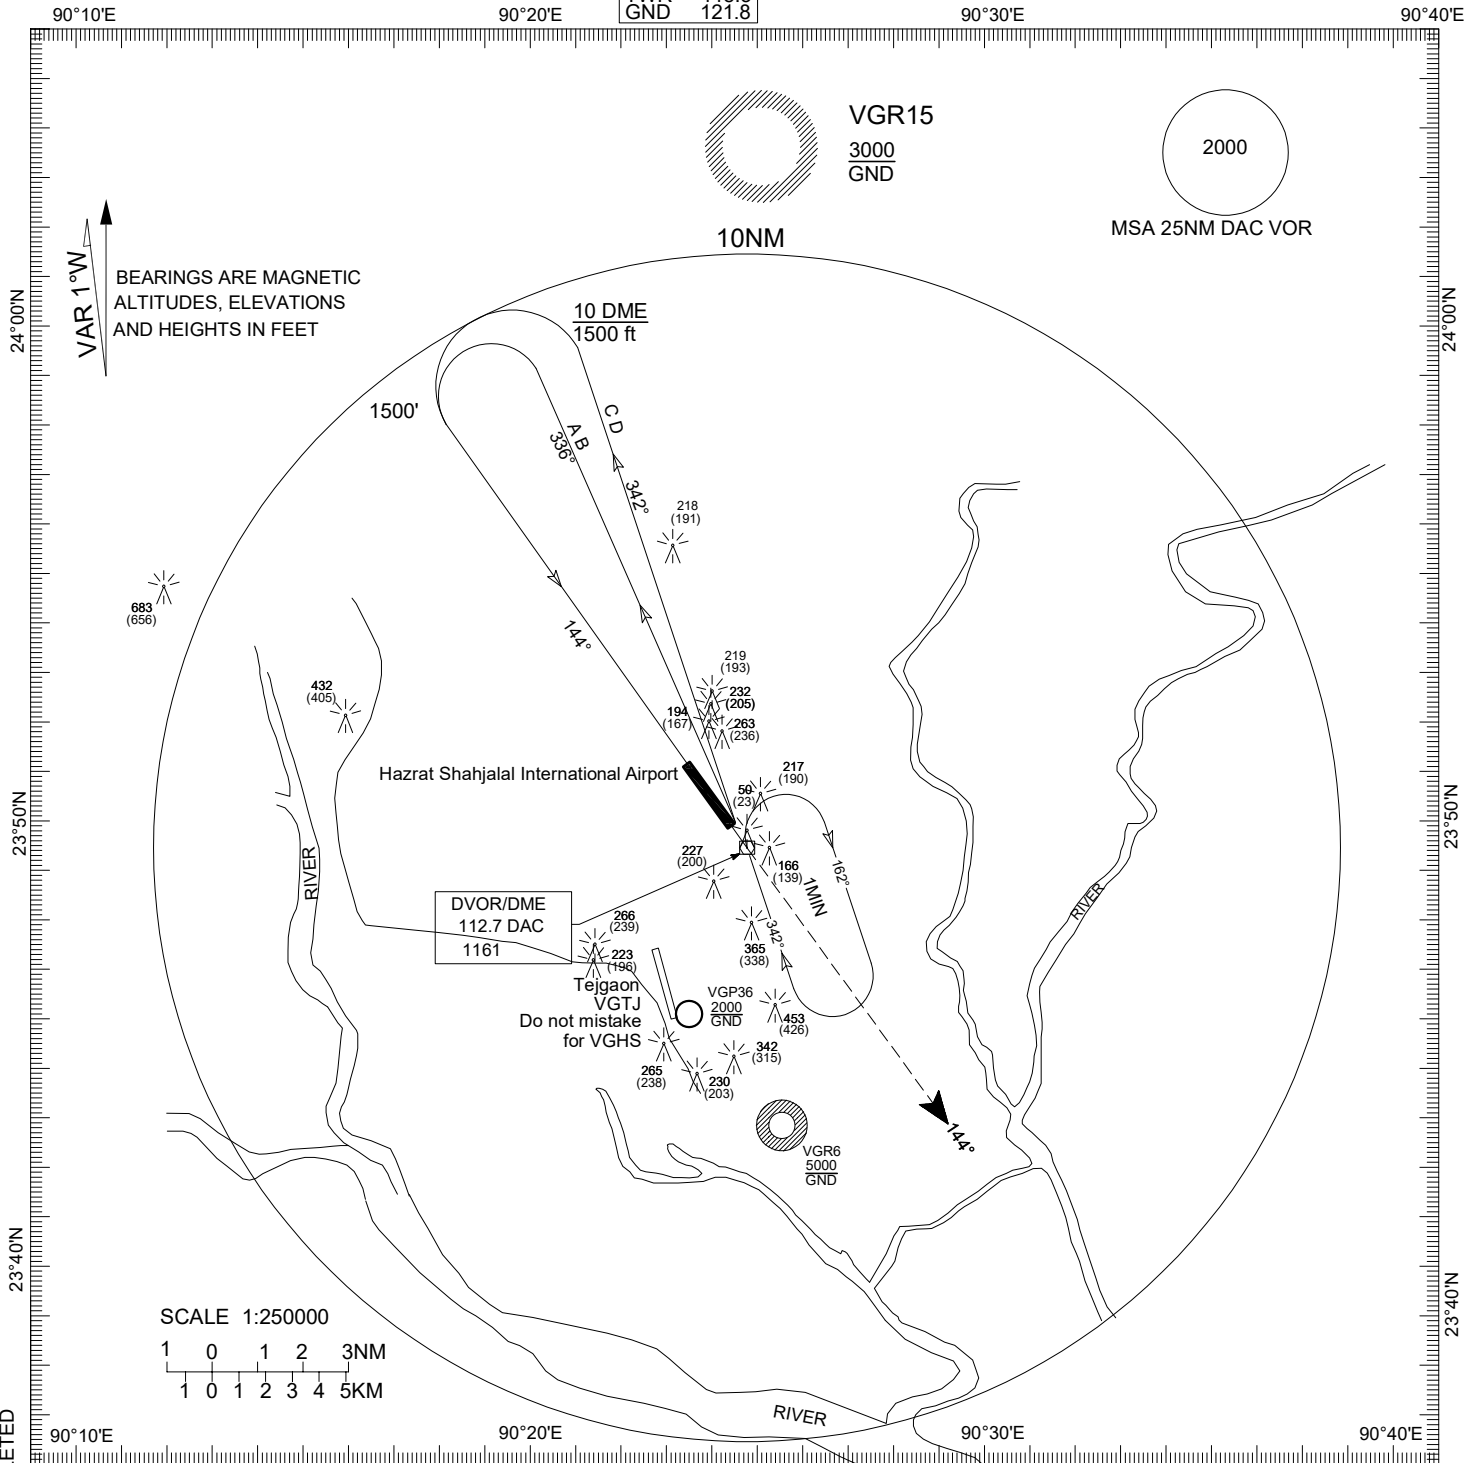 GND 121.8
90°10'E
90°20'E
90°30'E
90°40'E
VGR15
3000
GND
2000
MSA 25NM DAC VOR
10NM
VAR 1°W
BEARINGS ARE MAGNETIC
ALTITUDES, ELEVATIONS
AND HEIGHTS IN FEET
24°00'N
24°00'N
10 DME
1500 ft
1500'
C D
A B
336°
342°
144°
218
(191)
683
(656)
432
(405)
219
(193)
232
(205)
194
(167)
263
(236)
Hazrat Shahjalal International Airport
217
(190)
50
(23)
23°50'N
23°50'N
227
(200)
166
(139)
162°
1MIN
342°
RIVER
RIVER
DVOR/DME
112.7 DAC
1161
266
(239)
223
(196)
365
(338)
Tejgaon
VGTJ
Do not mistake
for VGHS
VGP36
2000
GND
453
(426)
342
(315)
265
(238)
230
(203)
144°
VGR6
5000
GND
23°40'N
23°40'N
SCALE 1:250000
1 0 1 2 3NM
1 0 1 2 3 4 5KM
RIVER
90°10'E
90°20'E
90°30'E
90°40'E